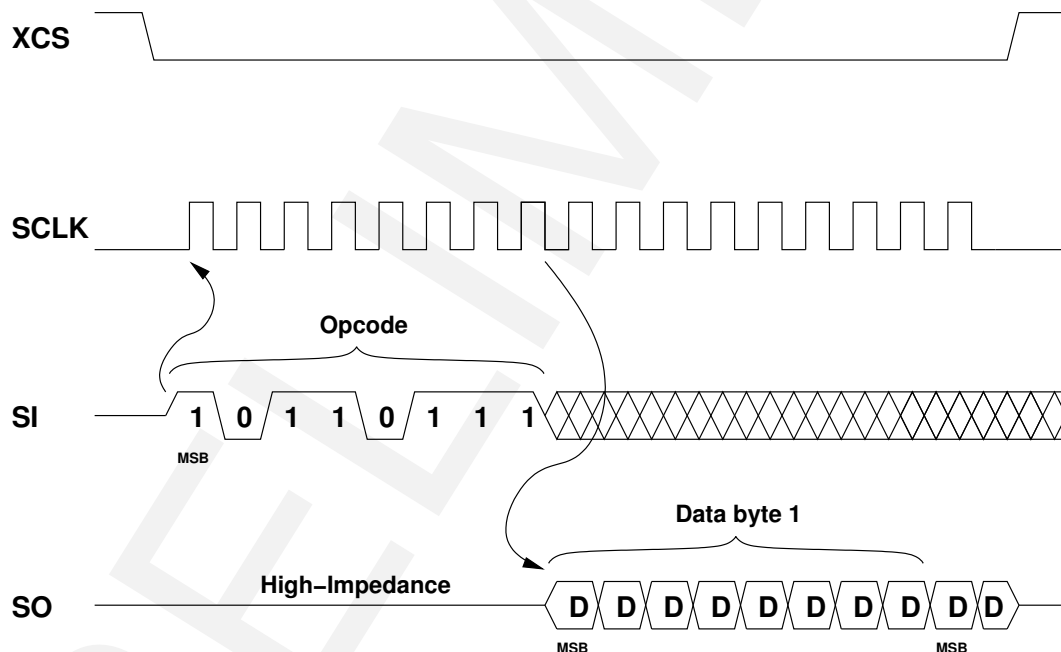 XCS
SCLK
Opcode
SI
1 0 1 1 0 1 1 1
MSB
Data byte 1
High-Impedance
SO
D D D D D D D D D D
MSB MSB